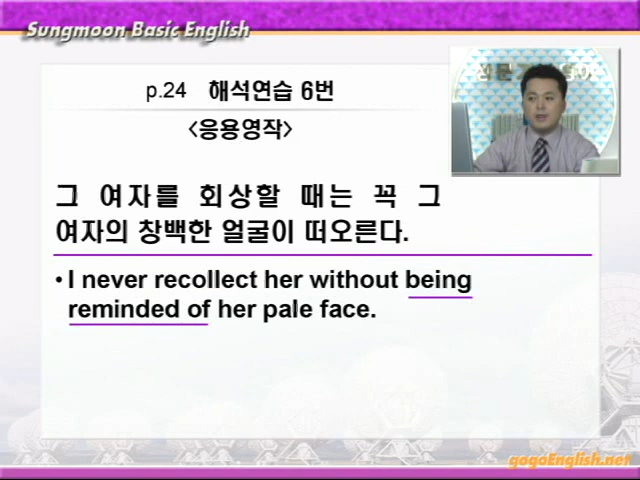 Sungmoon Basic English
p.24 해석연습 6번
<응용영작>
그 여자를 회상할 때는 꼭 그
여자의 창백한 얼굴이 떠오른다.
• I never recollect her without being
reminded of her pale face.
gogoEnglish.net